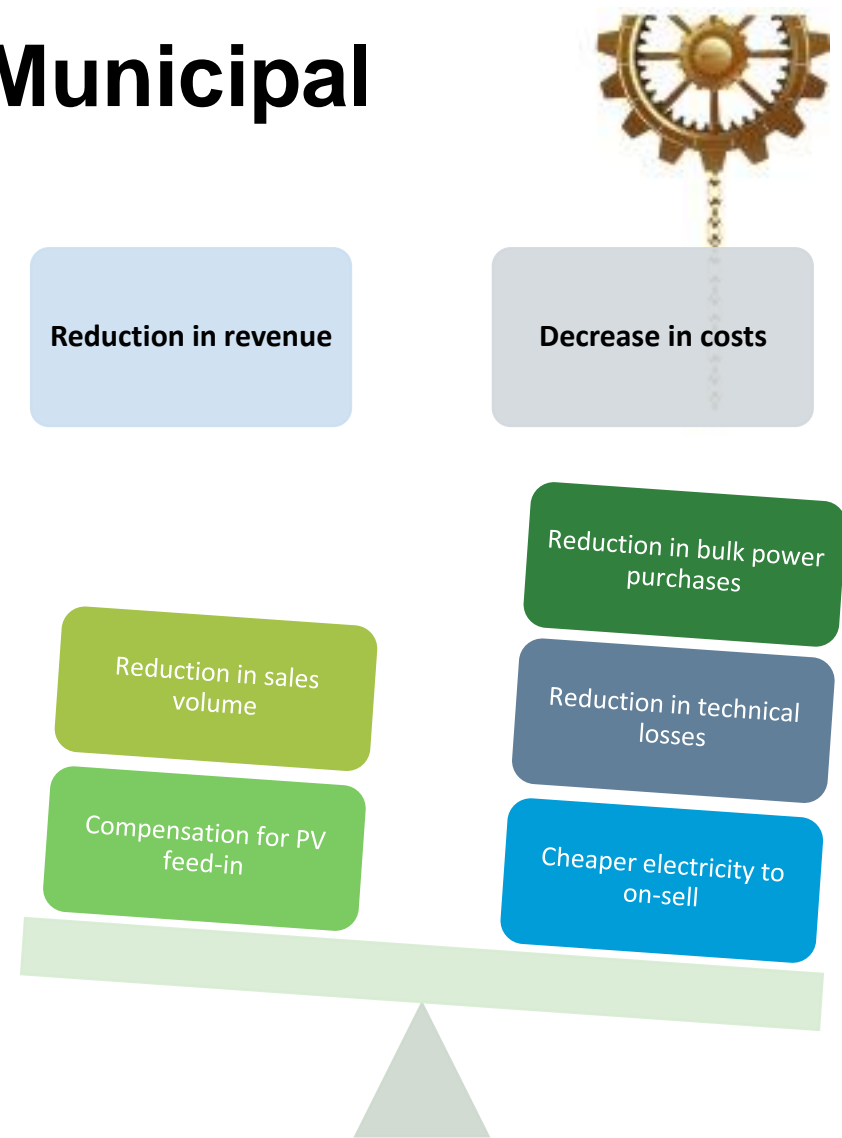 Municipal
Reduction in revenue
Decrease in costs
Reduction in bulk power
purchases
Reduction in sales
volume
Reduction in technical
losses
Compensation for PV
feed-in
Cheaper electricity to
on-sell